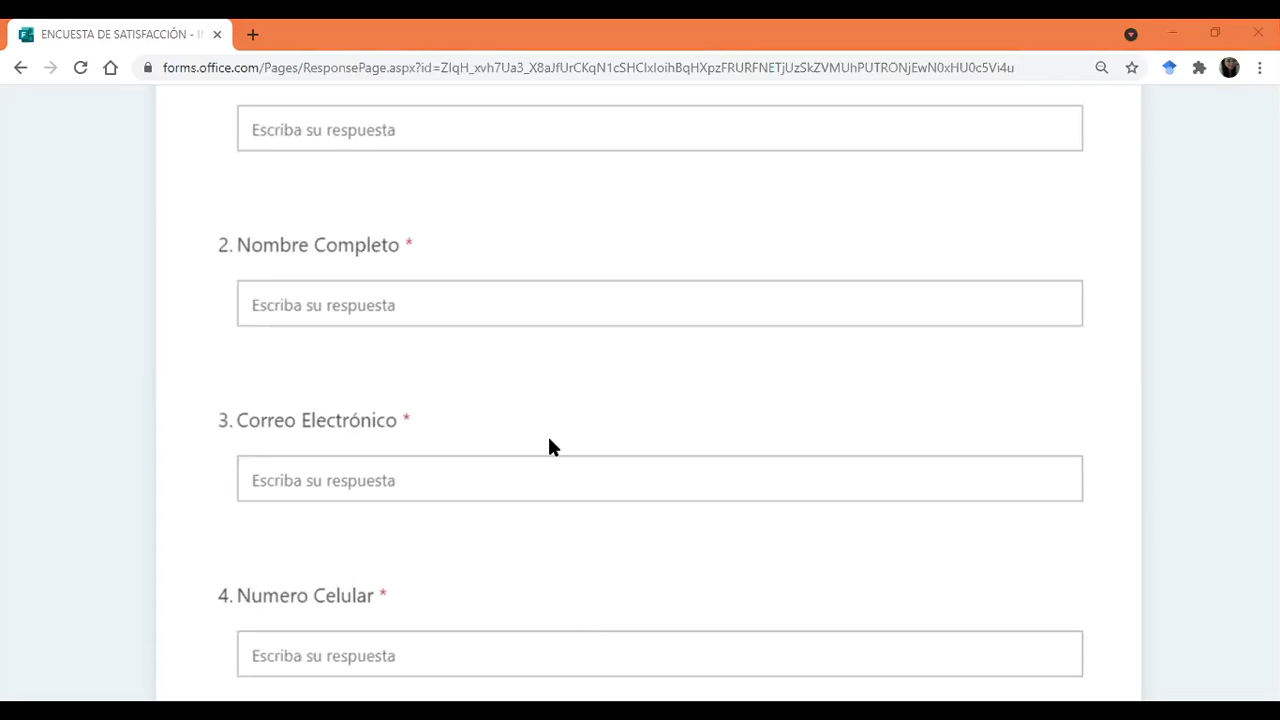 ENCUESTA DE SATISFACCIÓN - I
forms.office.com/Pages/ResponsePage.aspx?id=ZIqH_xvh7Ua3_X8aJfUrCKqN1cSHCIxIoihBqHXpzFRURFNETjUzSkZVMUhPUTRONjEwN0xHU0c5Vi4u
Escriba su respuesta
2. Nombre Completo *
Escriba su respuesta
3. Correo Electrónico *
Escriba su respuesta
4. Numero Celular *
Escriba su respuesta